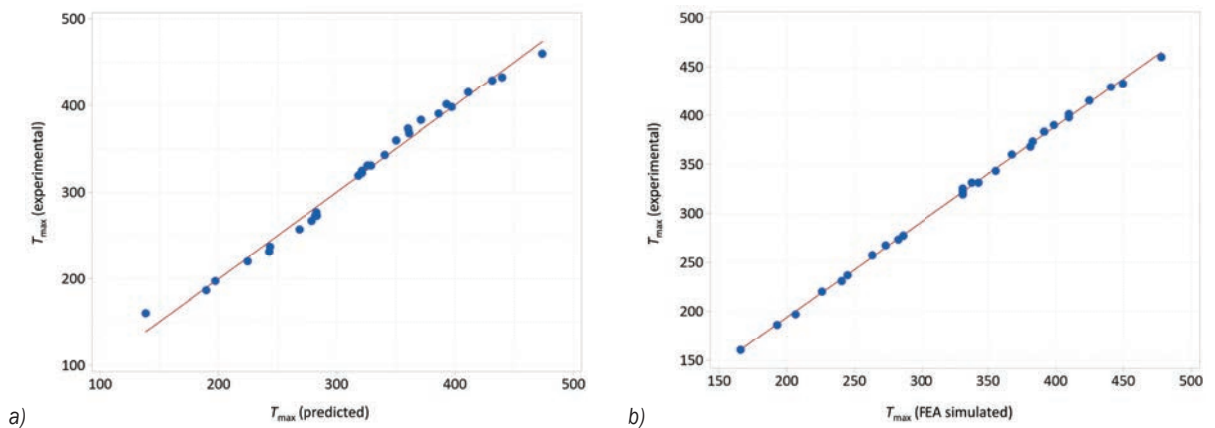 500
400
300
200
100
T_max (experimental)
100 200 300 400 500
T_max (predicted)
a)
500
450
400
350
300
250
200
150
T_max (experimental)
150 200 250 300 350 400 450 500
T_max (FEA simulated)
b)